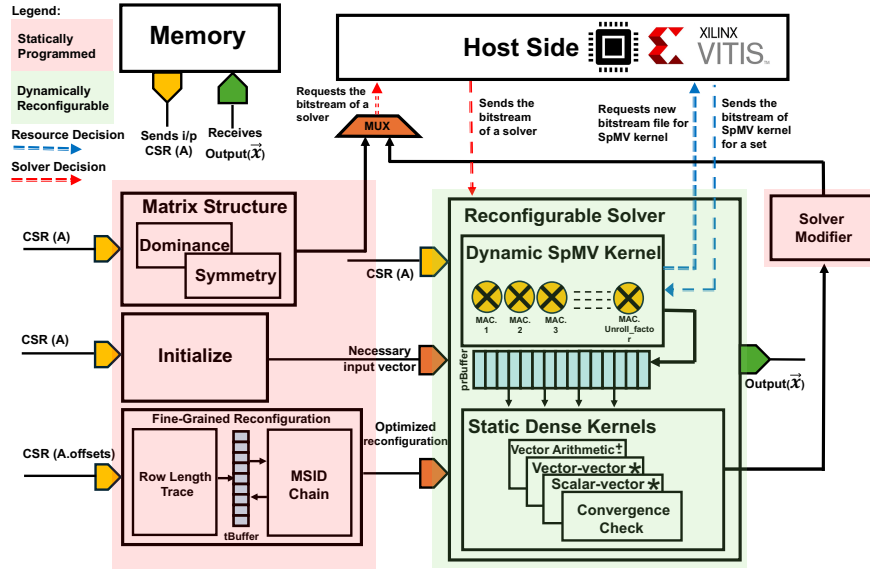 Legend:
Statically
Programmed
Dynamically
Reconfigurable
Resource Decision
Solver Decision
Memory
Sends i/p
CSR (A)
Receives
Output(x⃗)
Host Side
XILINX
VITIS™
Requests the
bitstream of a
solver
MUX
Sends the
bitstream
of a solver
Requests new
bitstream file for
SpMV kernel
Sends the
bitstream of
SpMV kernel
for a set
Matrix Structure
Dominance
Symmetry
CSR (A)
CSR (A)
Reconfigurable Solver
Dynamic SpMV Kernel
MAC.
1
MAC.
2
MAC.
3
MAC.
Unroll_facto
r
Solver
Modifier
CSR (A)
Initialize
Necessary
input vector
prBuffer
Output(x⃗)
Fine-Grained Reconfiguration
CSR (A.offsets)
Row Length
Trace
tBuffer
MSID
Chain
Optimized
reconfiguration
Static Dense Kernels
Vector Arithmetic ±
Vector-vector *
Scalar-vector *
Convergence
Check